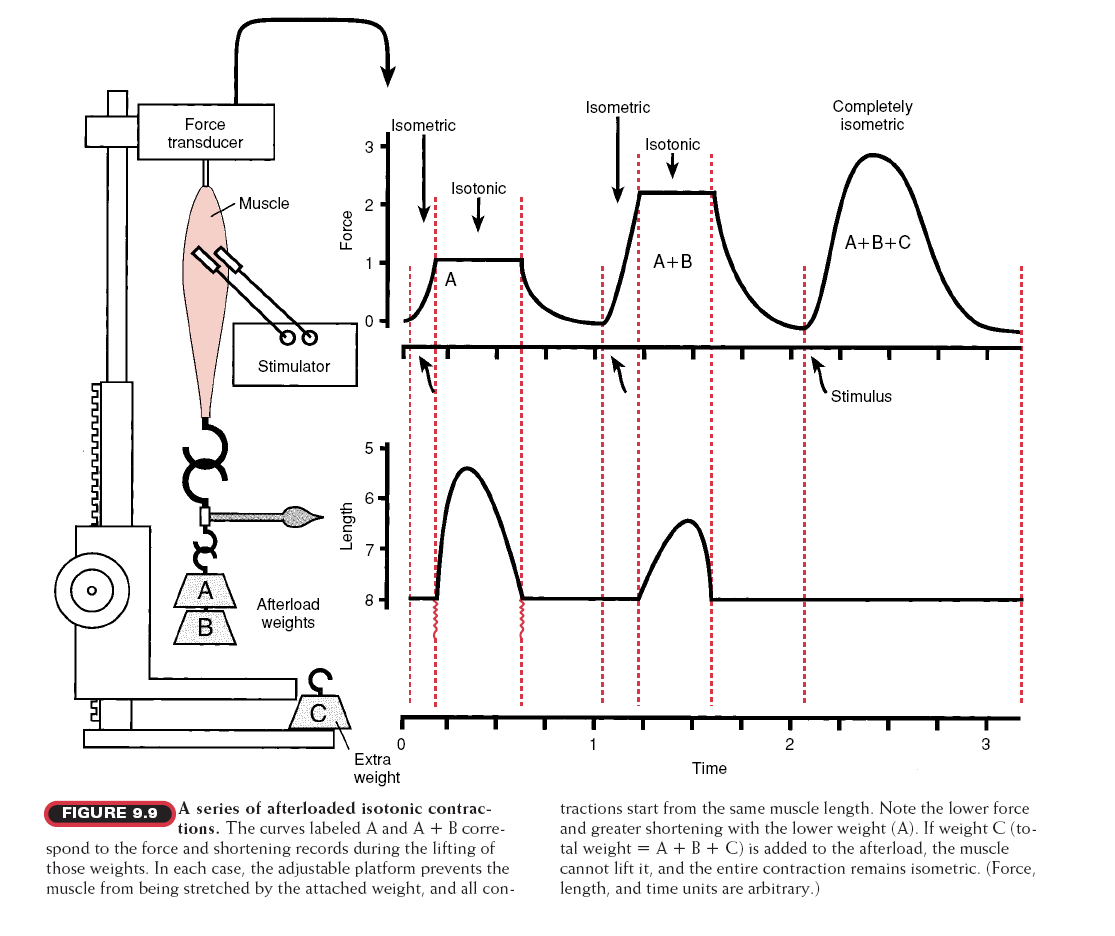 Force
transducer
Muscle
Stimulator
A
B
Afterload
weights
C
Extra
weight
Isometric
Isotonic
Isometric
Isotonic
Completely
isometric
Force
3
2
1
0
A
A+B
A+B+C
Stimulus
Length
5
6
7
8
0
1
2
3
Time
FIGURE 9.9 A series of afterloaded isotonic contrac-
tions. The curves labeled A and A + B corre-
spond to the force and shortening records during the lifting of
those weights. In each case, the adjustable platform prevents the
muscle from being stretched by the attached weight, and all con-
tractions start from the same muscle length. Note the lower force
and greater shortening with the lower weight (A). If weight C (to-
tal weight = A + B + C) is added to the afterload, the muscle
cannot lift it, and the entire contraction remains isometric. (Force,
length, and time units are arbitrary.)